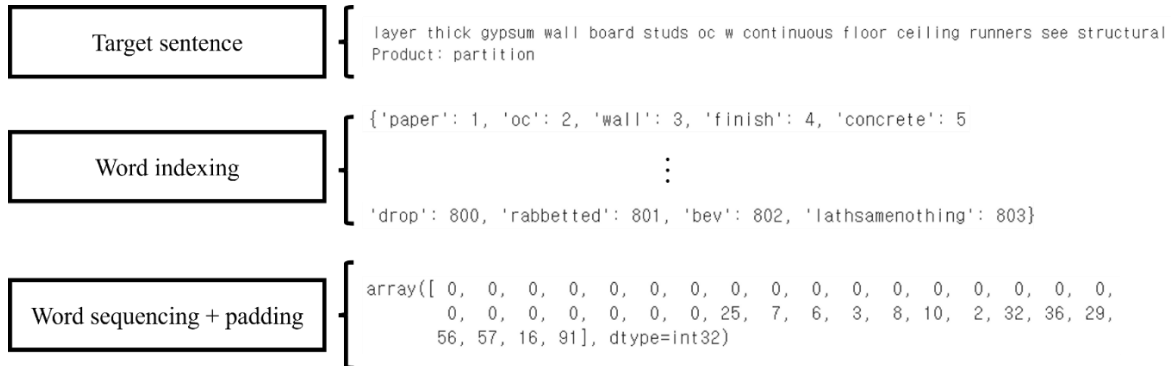 Target sentence
layer thick gypsum wall board studs oc w continuous floor ceiling runners see structural
Product: partition
Word indexing
{'paper': 1, 'oc': 2, 'wall': 3, 'finish': 4, 'concrete': 5
'drop': 800, 'rabbetted': 801, 'bev': 802, 'lathsamenothing': 803}
Word sequencing + padding
array([ 0, 0, 0, 0, 0, 0, 0, 0, 0, 0, 0, 0, 0, 0, 0, 0, 0,
0, 0, 0, 0, 0, 0, 0, 25, 7, 6, 3, 8, 10, 2, 32, 36, 29,
56, 57, 16, 91], dtype=int32)